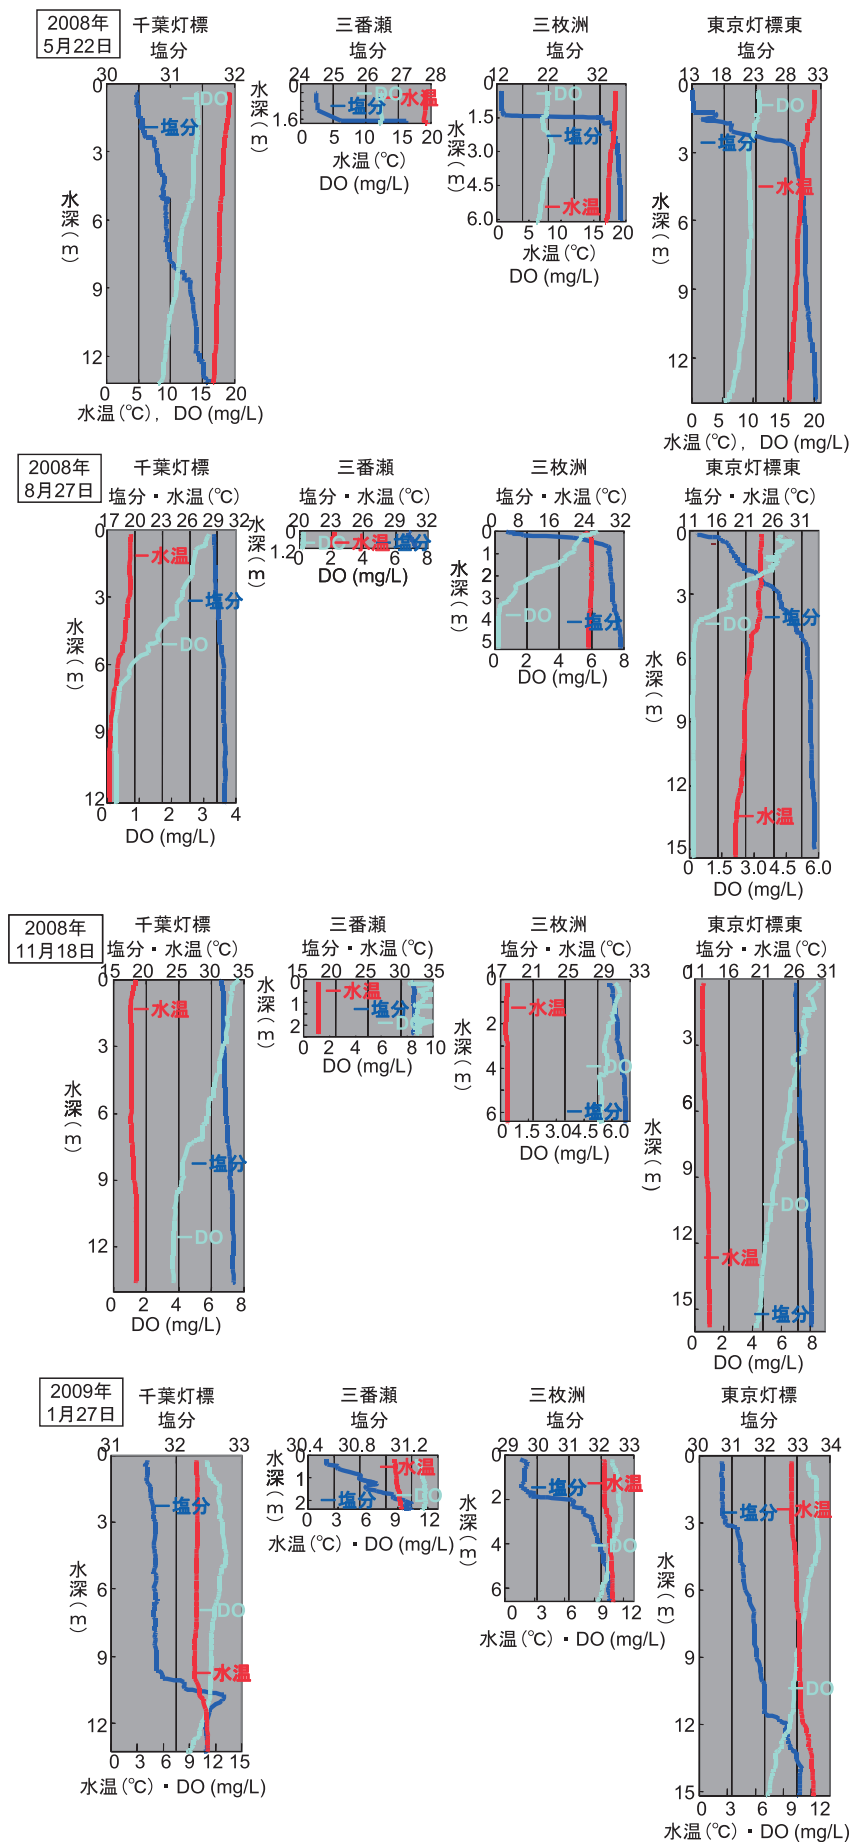 2008年
5月22日
千葉灯標
塩分
30 31 32
0
3
6
9
12
水深(m)
DO
塩分
水温
0 5 10 15 20
水温(℃), DO (mg/L)
三番瀬
塩分
24 25 26 27 28
水深(m)
0
1.6
DO
水温
塩分
0 5 10 15 20
水温(℃)
DO (mg/L)
三枚洲
塩分
12 22 32
水深(m)
0
1.5
3.0
4.5
6.0
DO
塩分
水温
0 5 10 15 20
水温(℃)
DO (mg/L)
東京灯標東
塩分
13 18 23 28 33
水深(m)
0
3
6
9
12
DO
塩分
水温
0 5 10 15 20
水温(℃), DO (mg/L)
2008年
8月27日
千葉灯標
塩分・水温(℃)
17 20 23 26 29 32
水深(m)
0
3
6
9
12
水温
塩分
DO
0 1 2 3 4
DO (mg/L)
三番瀬
塩分・水温(℃)
20 23 26 29 32
水深(m)
0
1.2
DO
水温
塩分
0 2 4 6 8
DO (mg/L)
三枚洲
塩分・水温(℃)
0 8 16 24 32
水深(m)
0
1
2
3
4
5
DO
塩分
水温
0 2 4 6 8
DO (mg/L)
東京灯標東
塩分・水温(℃)
11 16 21 26 31
水深(m)
0
3
6
9
12
15
塩分
DO
水温
0 1.5 3.0 4.5 6.0
DO (mg/L)
2008年
11月18日
千葉灯標
塩分・水温(℃)
15 20 25 30 35
水深(m)
0
3
6
9
12
水温
塩分
DO
0 2 4 6 8
DO (mg/L)
三番瀬
塩分・水温(℃)
15 20 25 30 35
水深(m)
0
1
2
水温
塩分
DO
0 2 4 6 8 10
DO (mg/L)
三枚洲
塩分・水温(℃)
17 21 25 29 33
水深(m)
0
2
4
6
水温
DO
塩分
0 1.5 3.0 4.5 6.0
DO (mg/L)
東京灯標東
塩分・水温(℃)
11 16 21 26 31
水深(m)
0
3
6
9
12
15
DO
水温
塩分
0 2 4 6 8
DO (mg/L)
2009年
1月27日
千葉灯標
塩分
31 32 33
水深(m)
0
3
6
9
12
塩分
DO
水温
0 3 6 9 12 15
水温(℃)・DO (mg/L)
三番瀬
塩分
30.4 30.8 31.2
水深(m)
0
1
2
水温
DO
塩分
0 3 6 9 12
水温(℃)・DO (mg/L)
三枚洲
塩分
29 30 31 32 33
水深(m)
0
2
4
6
塩分
水温
DO
0 3 6 9 12
水温(℃)・DO (mg/L)
東京灯標
塩分
30 31 32 33 34
水深(m)
0
3
6
9
12
15
塩分
水温
DO
0 3 6 9 12
水温(℃)・DO (mg/L)